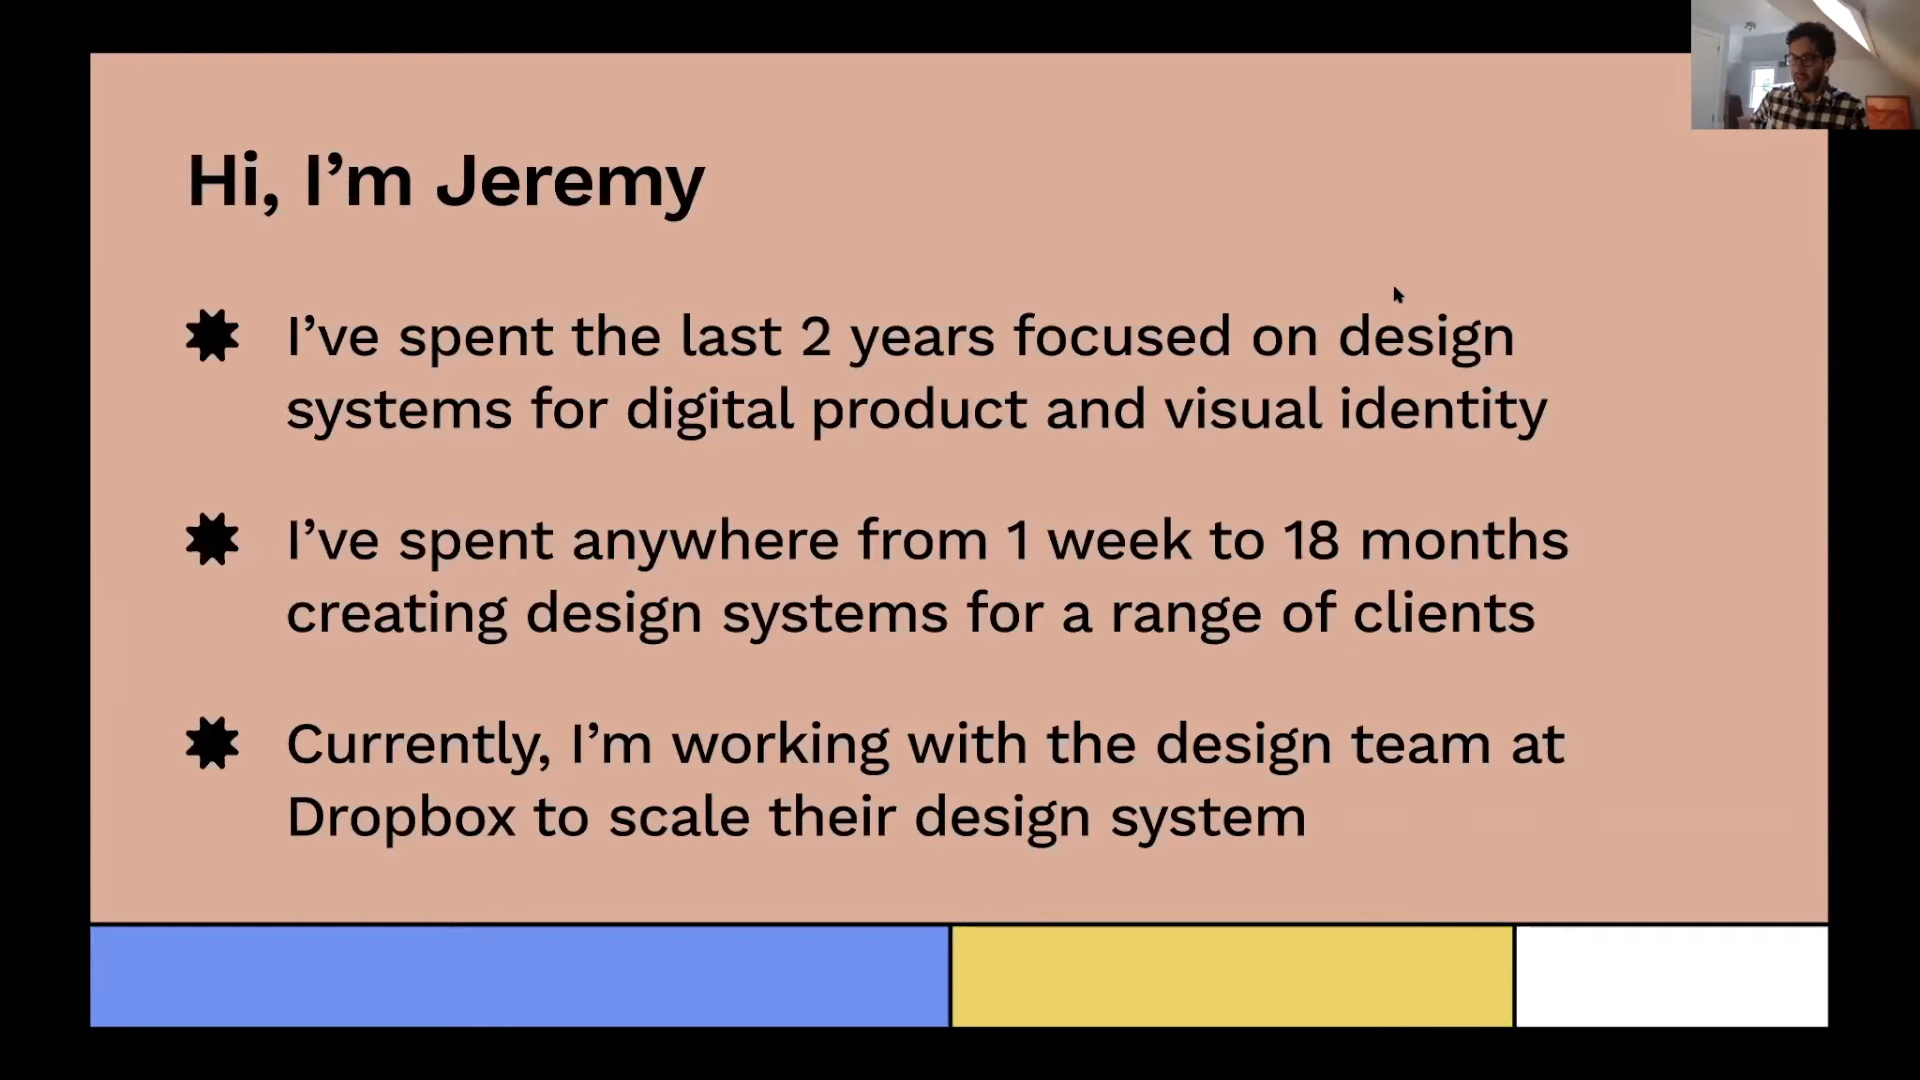 Hi, I’m Jeremy
I’ve spent the last 2 years focused on design
systems for digital product and visual identity
I’ve spent anywhere from 1 week to 18 months
creating design systems for a range of clients
Currently, I’m working with the design team at
Dropbox to scale their design system